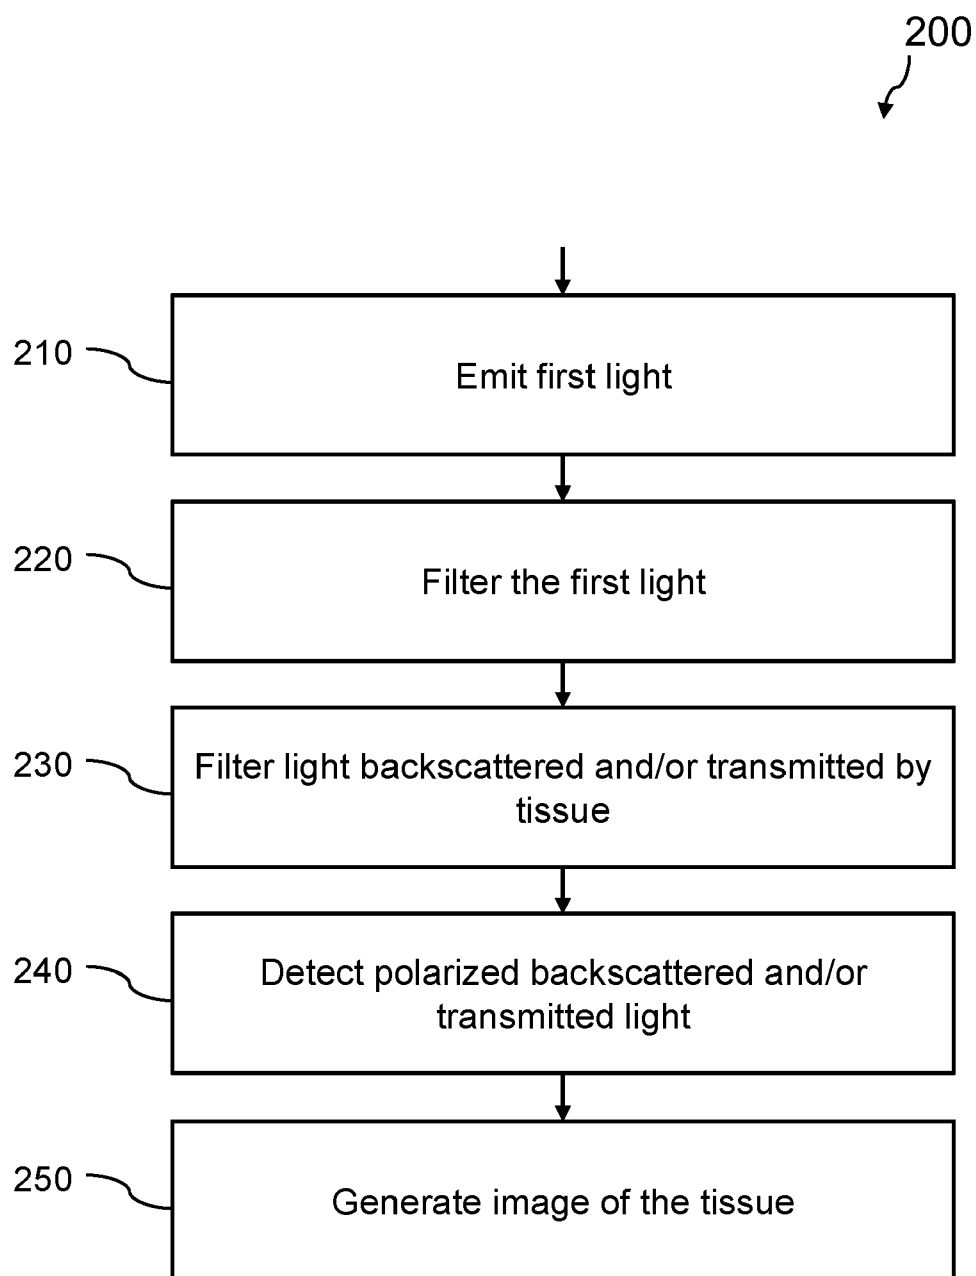 200
210
Emit first light
220
Filter the first light
230
Filter light backscattered and/or transmitted by
tissue
240
Detect polarized backscattered and/or
transmitted light
250
Generate image of the tissue